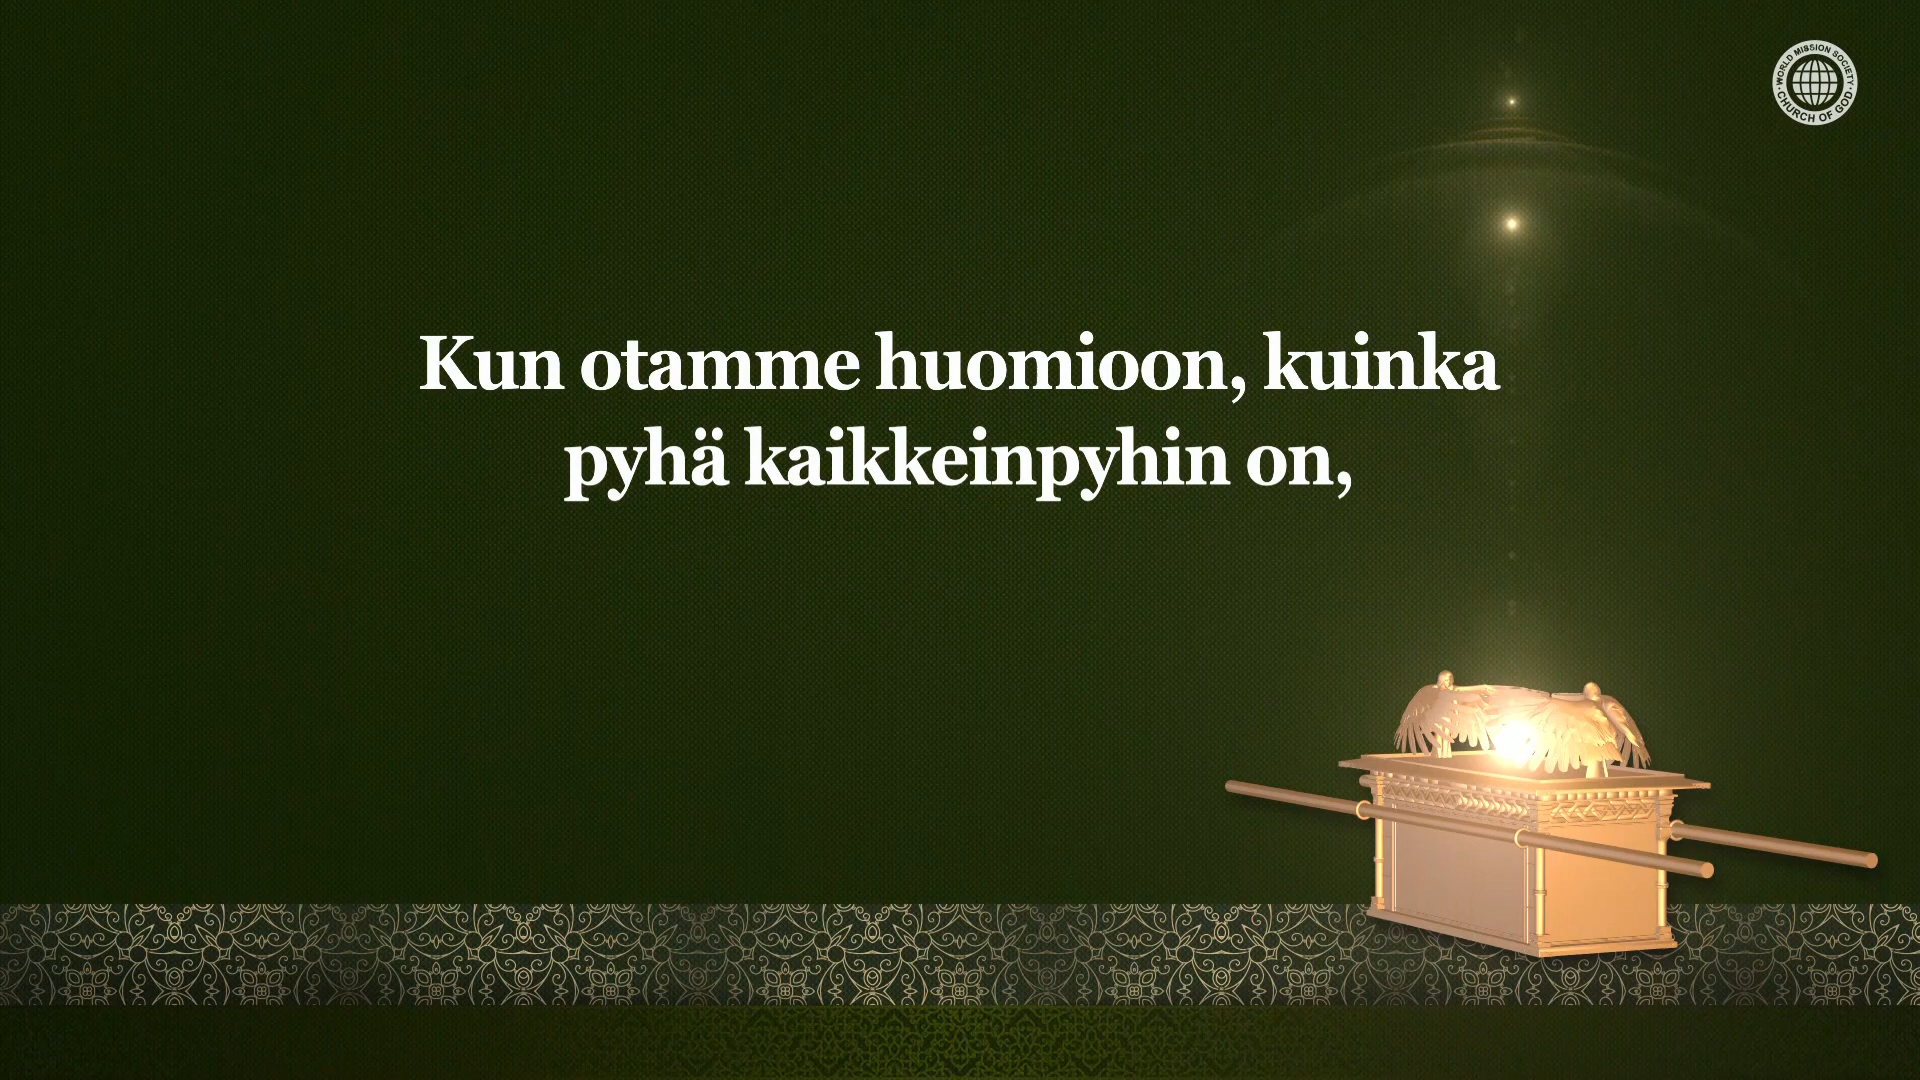 WORLD MISSION SOCIETY
CHURCH OF GOD
Kun otamme huomioon, kuinka
pyhä kaikkeinpyhin on,